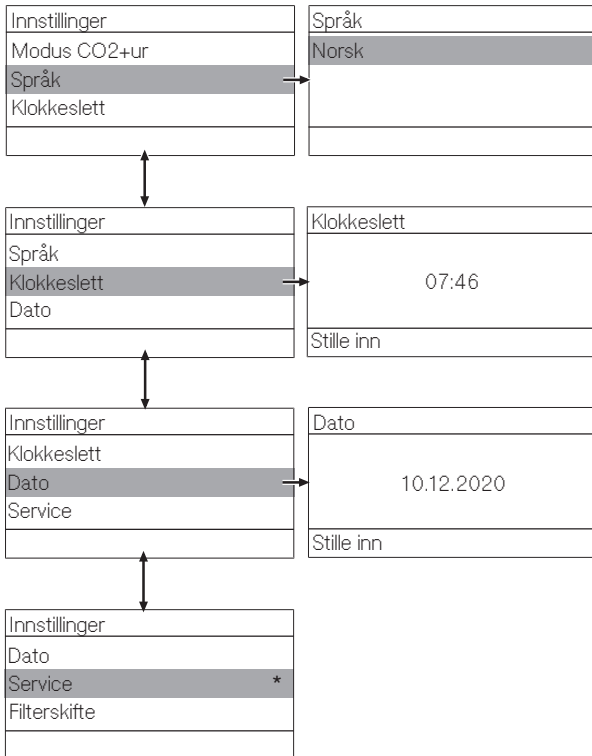 Innstillinger
Modus CO2+ur
Språk
Klokkeslett
Språk
Norsk
Innstillinger
Språk
Klokkeslett
Dato
Klokkeslett
07:46
Stille inn
Innstillinger
Klokkeslett
Dato
Service
Dato
10.12.2020
Stille inn
Innstillinger
Dato
Service *
Filterskifte